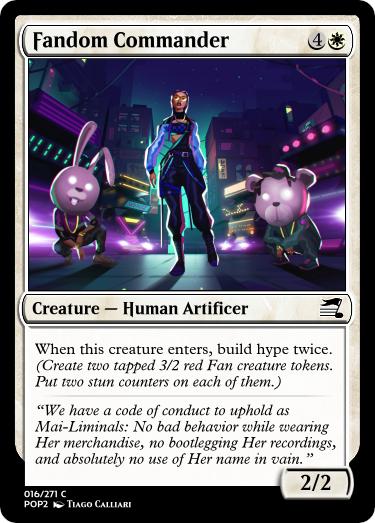 Fandom Commander 4
Creature — Human Artificer
When this creature enters, build hype twice.
(Create two tapped 3/2 red Fan creature tokens.
Put two stun counters on each of them.)
“We have a code of conduct to uphold as
Mai-Liminals: No bad behavior while wearing
Her merchandise, no bootlegging Her recordings,
and absolutely no use of Her name in vain.”
2/2
016/271 C
POP2 Tiago Calliari